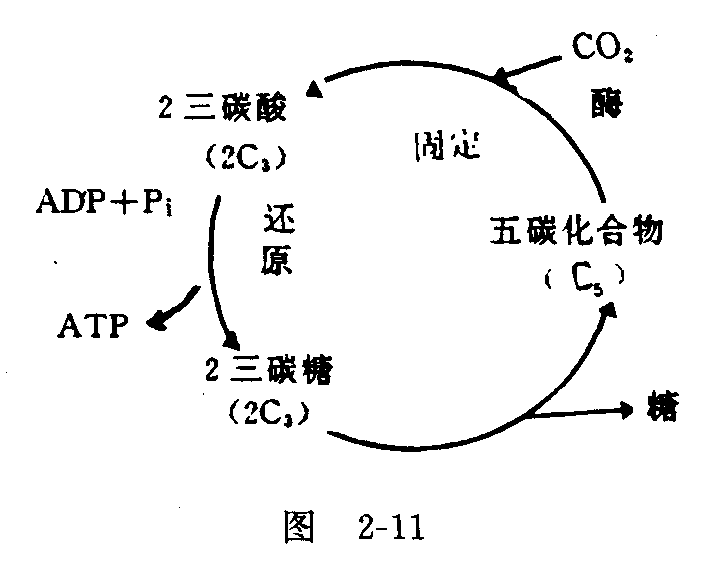 CO₂
酶
2三碳酸
(2C₃)
固定
ADP+Pi
还
原
五碳化合物
(C₅)
ATP
2三碳糖
(2C₃)
糖
图 2-11